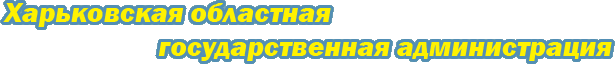 Харьковская областная
государственная администрация